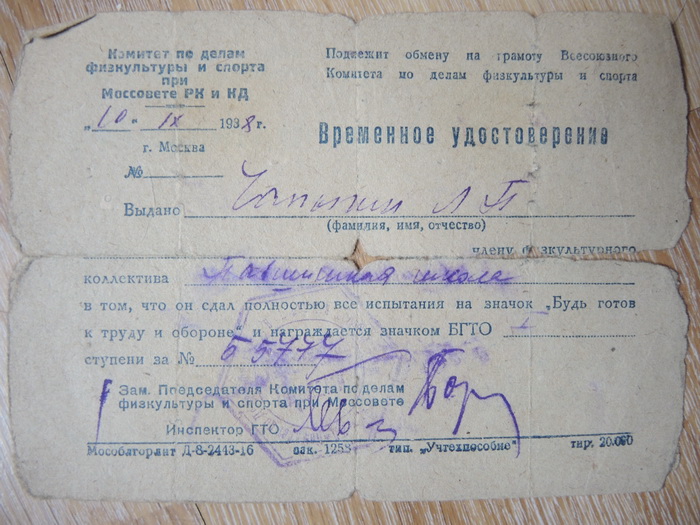 Комитет по делам
физкультуры и спорта
при
Моссовете РК и КД
„10" IX 1938 г.
г. Москва
№
Подлежит обмену на грамоту Всесоюзного
Комитета по делам физкультуры и спорта
Временное удостоверение
Выдано Л П
(фамилия, имя, отчество)
члену физкультурного
коллектива школа
в том, что он сдал полностью все испытания на значок „Будь готов
к труду и обороне" и награждается значком БГТО I
ступени за № 55777
Зам. Председателя Комитета по делам
физкультуры и спорта при Моссовете
Инспектор ГТО
Мособлгорлит Д-8-2443-16 зак. 1258 тип. „Учтехпособие" тир. 20.000